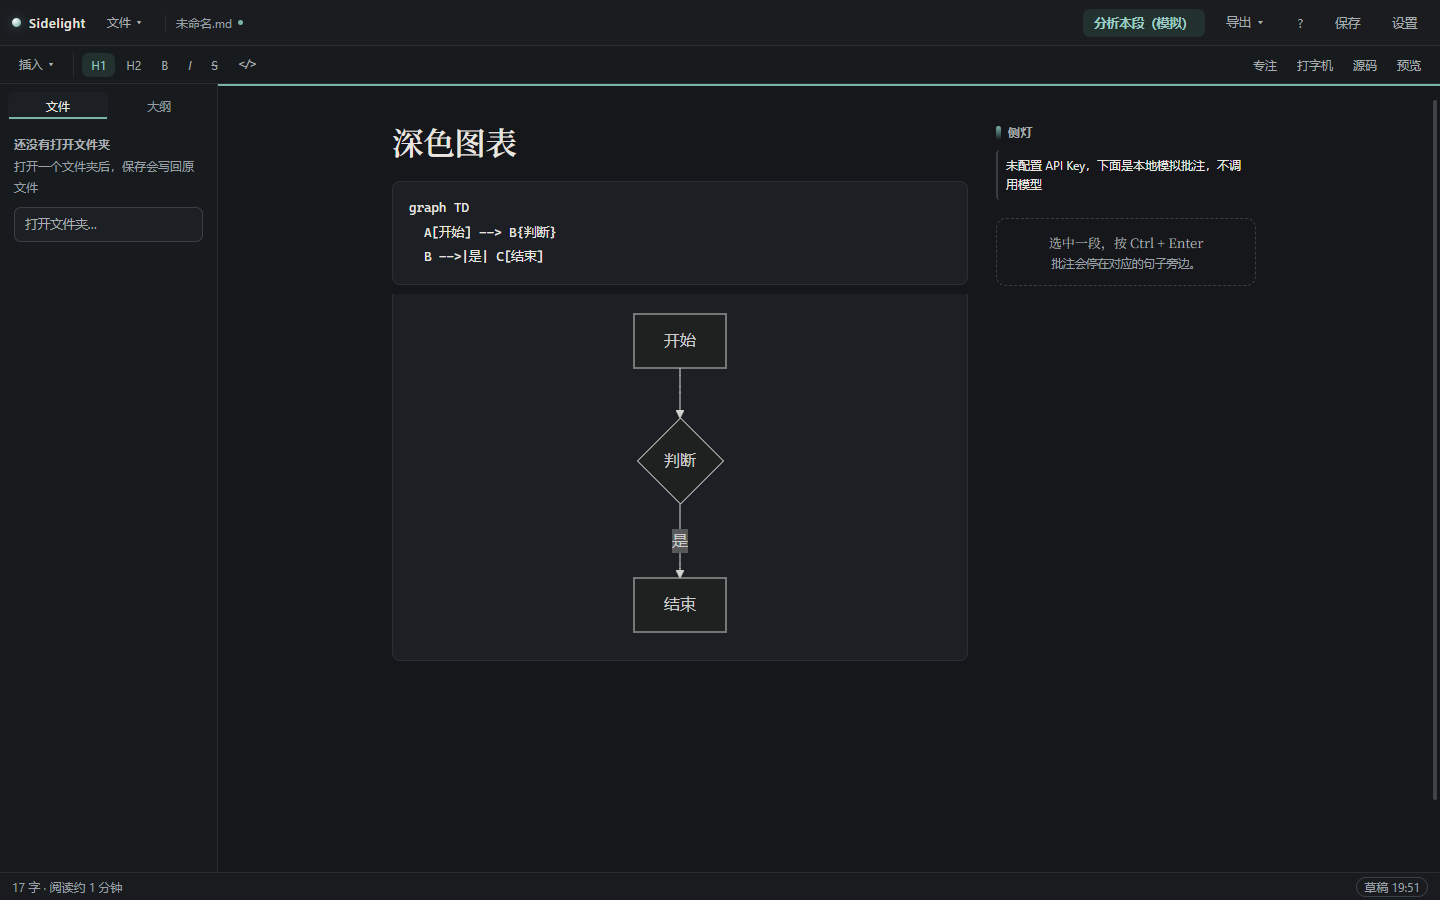 Sidelight 文件 未命名.md 分析本段（模拟） 导出 ? 保存 设置
插入 H1 H2 B I S </> 专注 打字机 源码 预览
文件 大纲
还没有打开文件夹
打开一个文件夹后，保存会写回原
文件
打开文件夹...
深色图表
graph TD
A[开始] --> B{判断}
B -->|是| C[结束]
开始
判断
是
结束
侧灯
未配置 API Key，下面是本地模拟批注，不调
用模型
选中一段，按 Ctrl + Enter
批注会停在对应的句子旁边。
17 字 · 阅读约 1 分钟
草稿 19:51